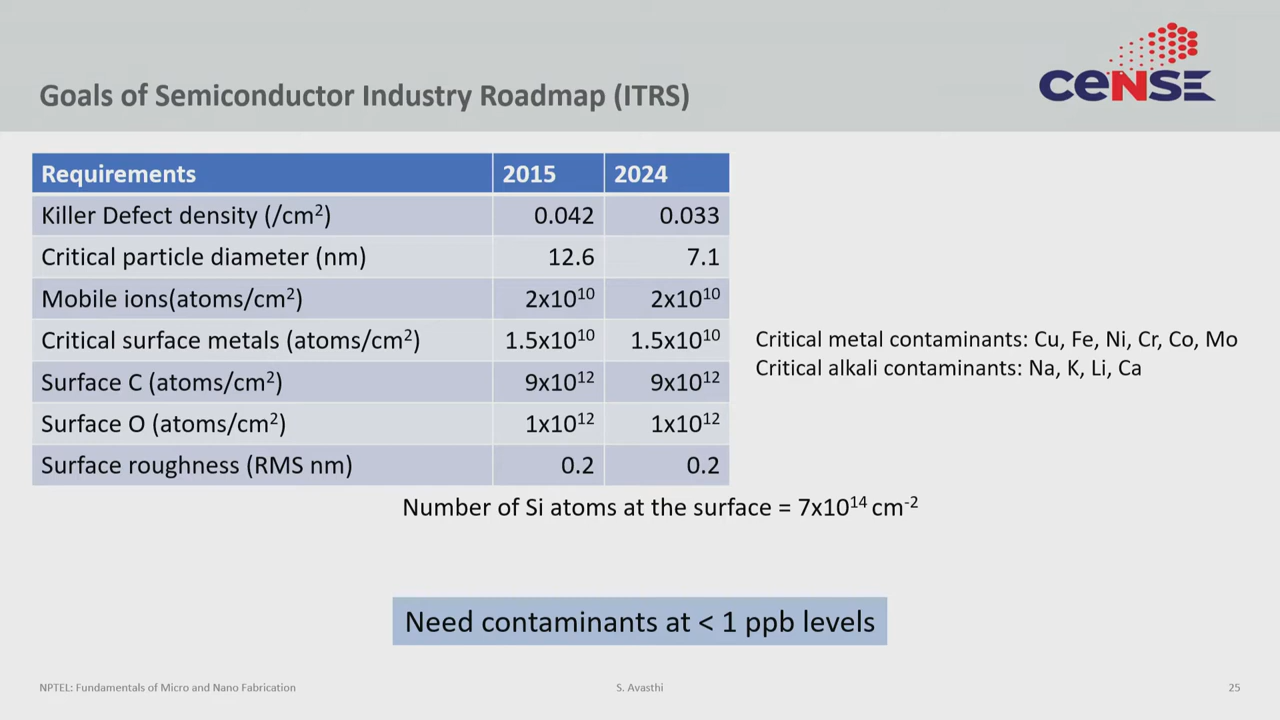 Goals of Semiconductor Industry Roadmap (ITRS)
ceNSE
Requirements 2015 2024
Killer Defect density (/cm²) 0.042 0.033
Critical particle diameter (nm) 12.6 7.1
Mobile ions(atoms/cm²) 2x10¹⁰ 2x10¹⁰
Critical surface metals (atoms/cm²) 1.5x10¹⁰ 1.5x10¹⁰
Surface C (atoms/cm²) 9x10¹² 9x10¹²
Surface O (atoms/cm²) 1x10¹² 1x10¹²
Surface roughness (RMS nm) 0.2 0.2
Critical metal contaminants: Cu, Fe, Ni, Cr, Co, Mo
Critical alkali contaminants: Na, K, Li, Ca
Number of Si atoms at the surface = 7x10¹⁴ cm⁻²
Need contaminants at < 1 ppb levels
NPTEL: Fundamentals of Micro and Nano Fabrication
S. Avasthi
25